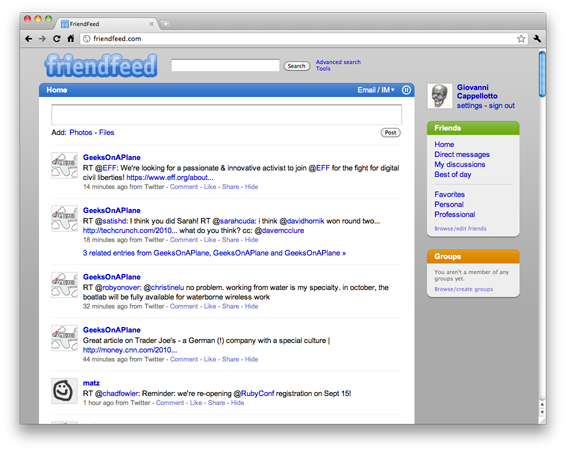 FriendFeed
friendfeed.com
friendfeed
Search
Advanced search
Tools
Home
Email / IM
Add: Photos - Files
Post
GeeksOnAPlane
RT @EFF: We're looking for a passionate & innovative activist to join @EFF for the fight for digital
civil liberties! https://www.eff.org/about...
14 minutes ago from Twitter - Comment - Like - Share - Hide
GeeksOnAPlane
RT @satishd: I think you did Sarah! RT @sarahcuda: i think @davidhornik won round two...
http://techcrunch.com/2010... what do you think? cc: @davemcclure
18 minutes ago from Twitter - Comment - Like - Share - Hide
3 related entries from GeeksOnAPlane, GeeksOnAPlane and GeeksOnAPlane »
GeeksOnAPlane
RT @robyonover: @christinelu no problem. working from water is my specialty. in october, the
boatlab will be fully available for waterborne wireless work
32 minutes ago from Twitter - Comment - Like - Share - Hide
GeeksOnAPlane
Great article on Trader Joe's - a German (!) company with a special culture |
http://money.cnn.com/2010...
44 minutes ago from Twitter - Comment - Like - Share - Hide
matz
RT @chadfowler: Reminder: we're re-opening @RubyConf registration on Sept 15!
1 hour ago from Twitter - Comment - Like - Share - Hide
Giovanni
Cappellotto
settings - sign out
Friends
Home
Direct messages
My discussions
Best of day
Favorites
Personal
Professional
Browse/edit friends
Groups
You aren't a member of any
groups yet.
Browse/create groups